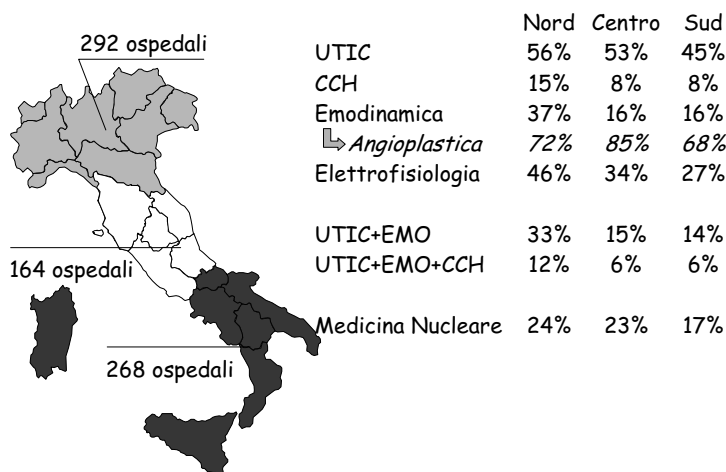 292 ospedali
164 ospedali
268 ospedali
Nord Centro Sud
UTIC 56% 53% 45%
CCH 15% 8% 8%
Emodinamica 37% 16% 16%
Angioplastica 72% 85% 68%
Elettrofisiologia 46% 34% 27%
UTIC+EMO 33% 15% 14%
UTIC+EMO+CCH 12% 6% 6%
Medicina Nucleare 24% 23% 17%